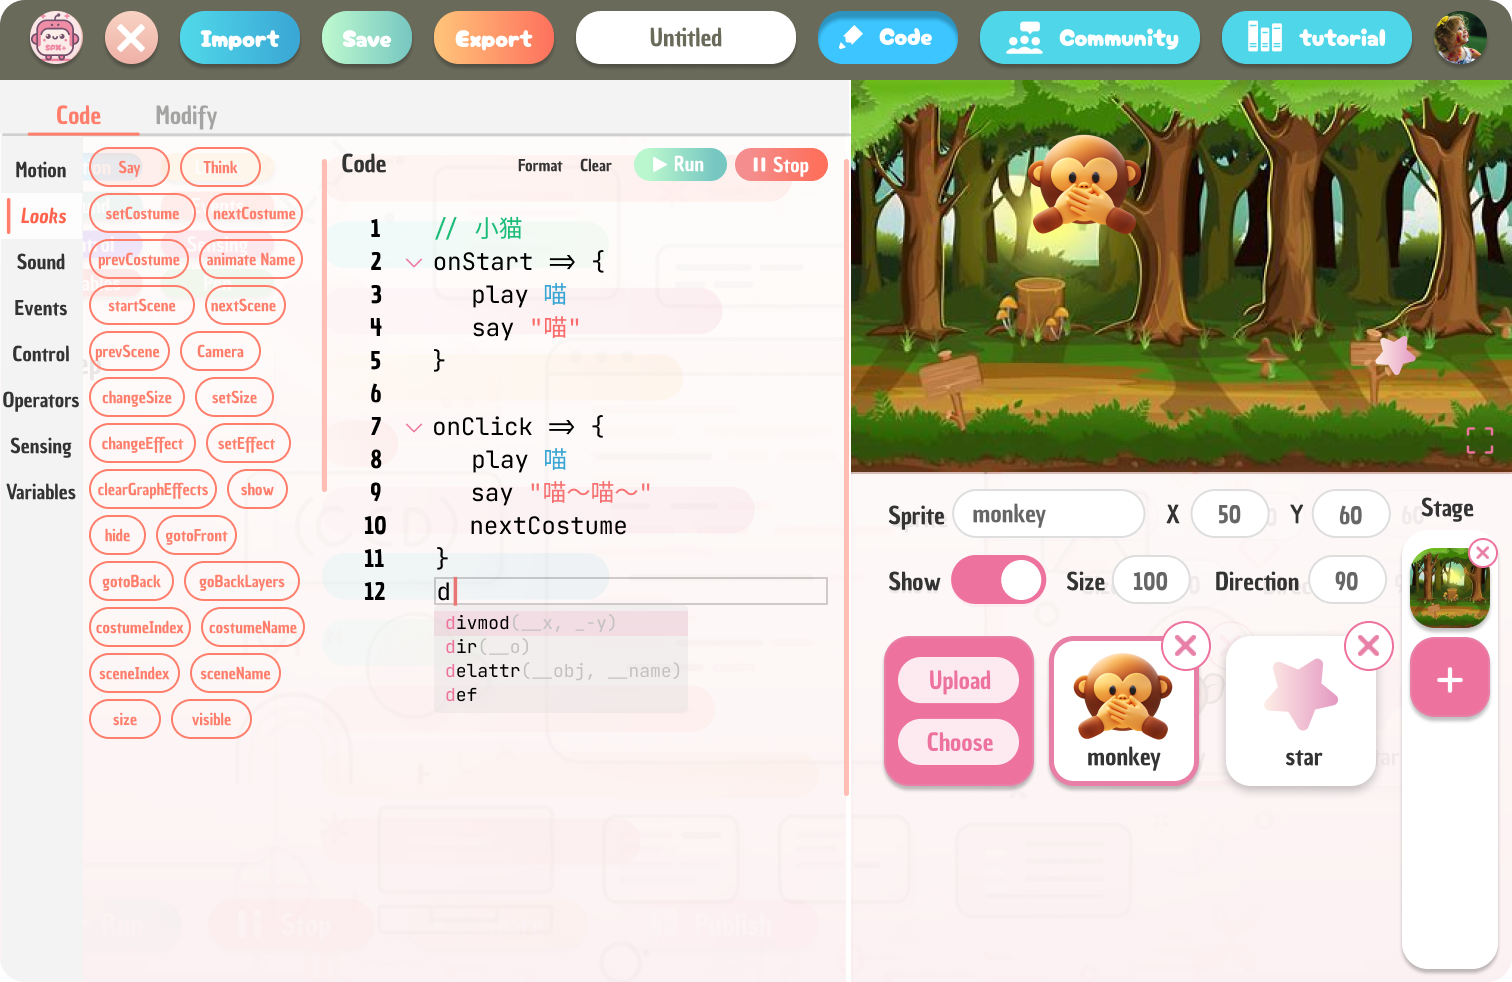 SPX+
Import
Save
Export
Untitled
Code
Community
tutorial
Code
Modify
Motion
Looks
Sound
Events
Control
Operators
Sensing
Variables
Say
Think
setCostume
nextCostume
prevCostume
animate Name
startScene
nextScene
prevScene
Camera
changeSize
setSize
changeEffect
setEffect
clearGraphEffects
show
hide
gotoFront
gotoBack
goBackLayers
costumeIndex
costumeName
sceneIndex
sceneName
size
visible
Code
Format
Clear
Run
Stop
1 // 小猫
2 onStart => {
3 play 喵
4 say "喵"
5 }
6
7 onClick => {
8 play 喵
9 say "喵～喵～"
10 nextCostume
11 }
12 d
divmod(__x, _-y)
dir(__o)
delattr(__obj, __name)
def
Sprite
monkey
X
50
Y
60
Show
Size
100
Direction
90
Upload
Choose
monkey
star
Stage
Stop
Publish